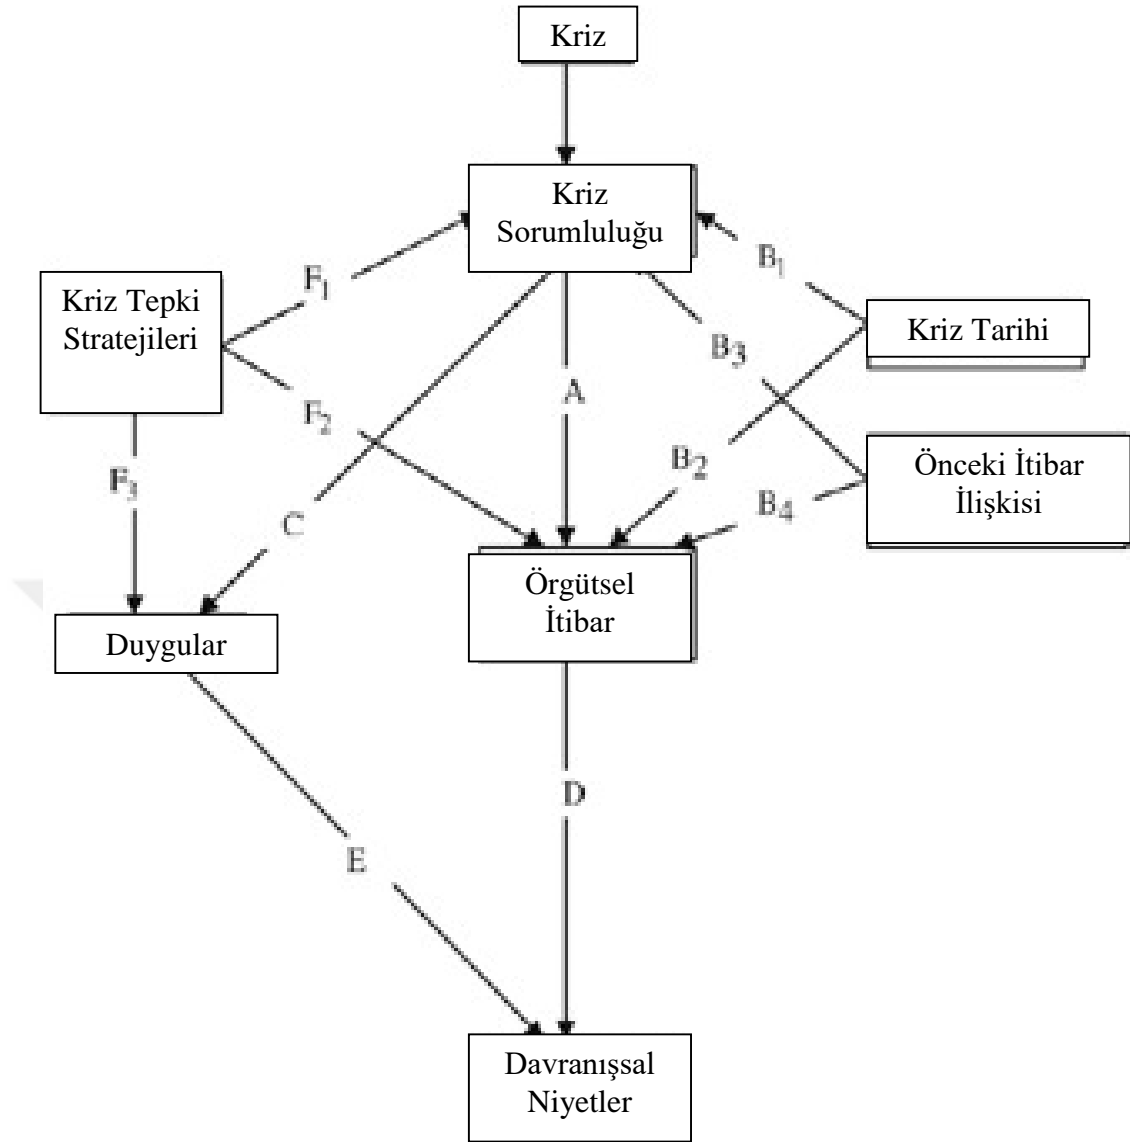 Kriz
Kriz
Sorumluluğu
B1
F1
Kriz Tepki
Stratejileri
Kriz Tarihi
B3
A
F2
B2
Önceki İtibar
İlişkisi
F3
B4
C
Örgütsel
İtibar
Duygular
D
E
Davranışsal
Niyetler